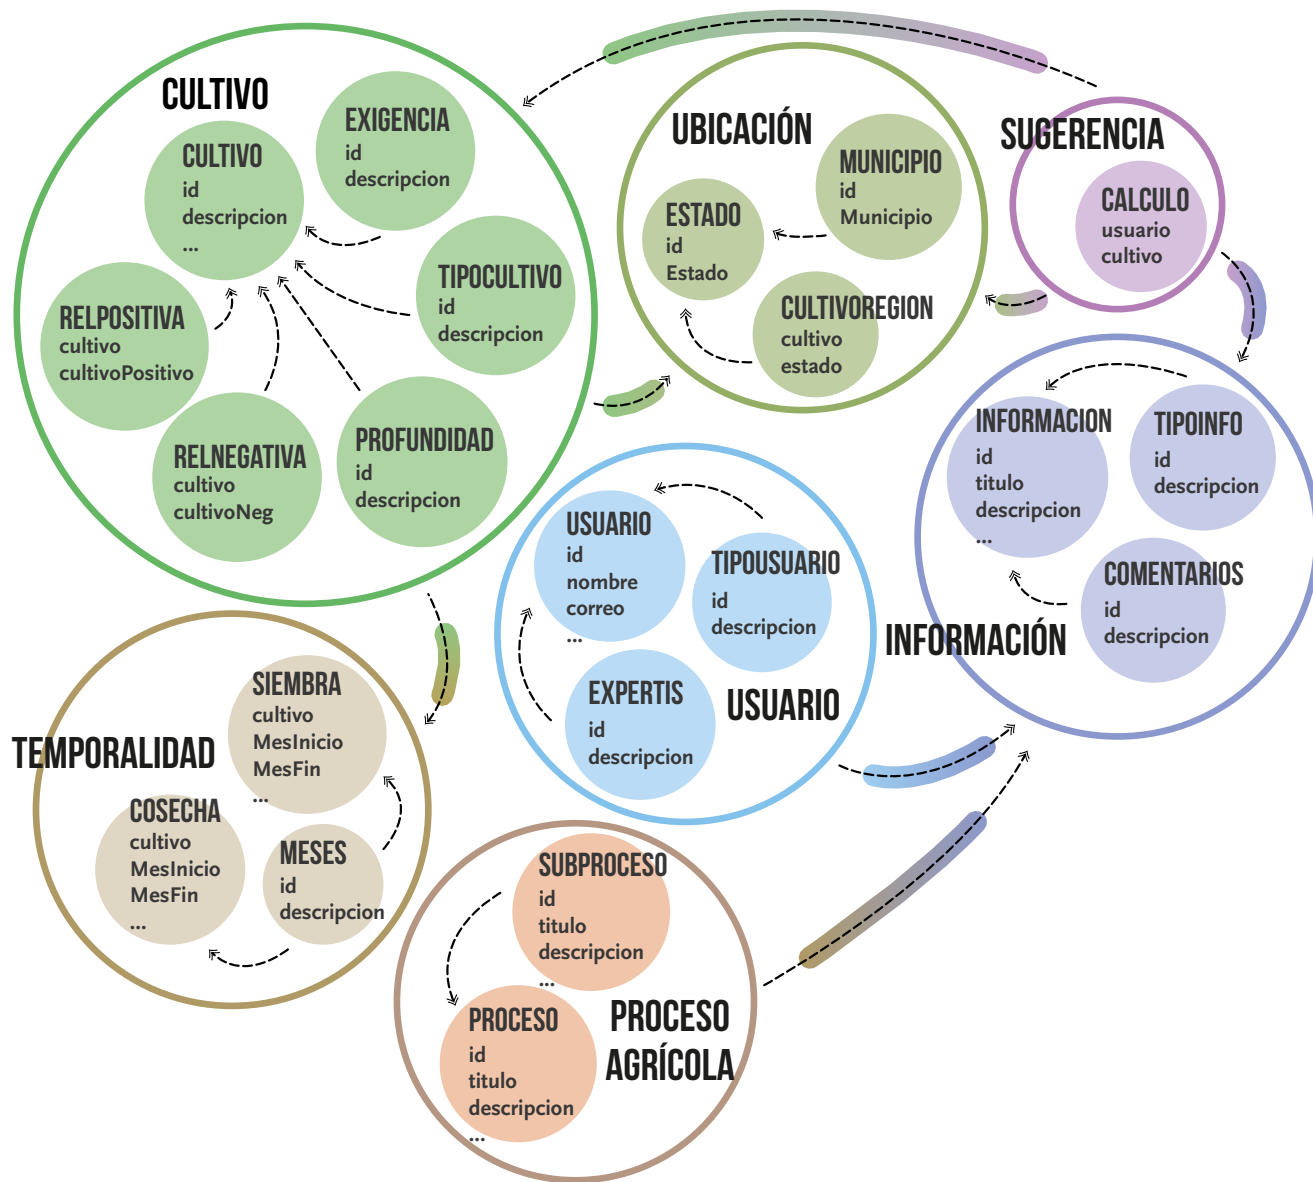 CULTIVO
CULTIVO
id
descripcion
...
EXIGENCIA
id
descripcion
TIPOCULTIVO
id
descripcion
RELPOSITIVA
cultivo
cultivoPositivo
RELNEGATIVA
cultivo
cultivoNeg
PROFUNDIDAD
id
descripcion
UBICACIÓN
MUNICIPIO
id
Municipio
ESTADO
id
Estado
CULTIVOREGION
cultivo
estado
SUGERENCIA
CALCULO
usuario
cultivo
INFORMACION
id
titulo
descripcion
...
TIPOINFO
id
descripcion
COMENTARIOS
id
descripcion
INFORMACIÓN
USUARIO
id
nombre
correo
...
TIPOUSUARIO
id
descripcion
EXPERTIS
id
descripcion
USUARIO
TEMPORALIDAD
SIEMBRA
cultivo
MesInicio
MesFin
...
COSECHA
cultivo
MesInicio
MesFin
...
MESES
id
descripcion
SUBPROCESO
id
titulo
descripcion
...
PROCESO
id
titulo
descripcion
...
PROCESO
AGRÍCOLA